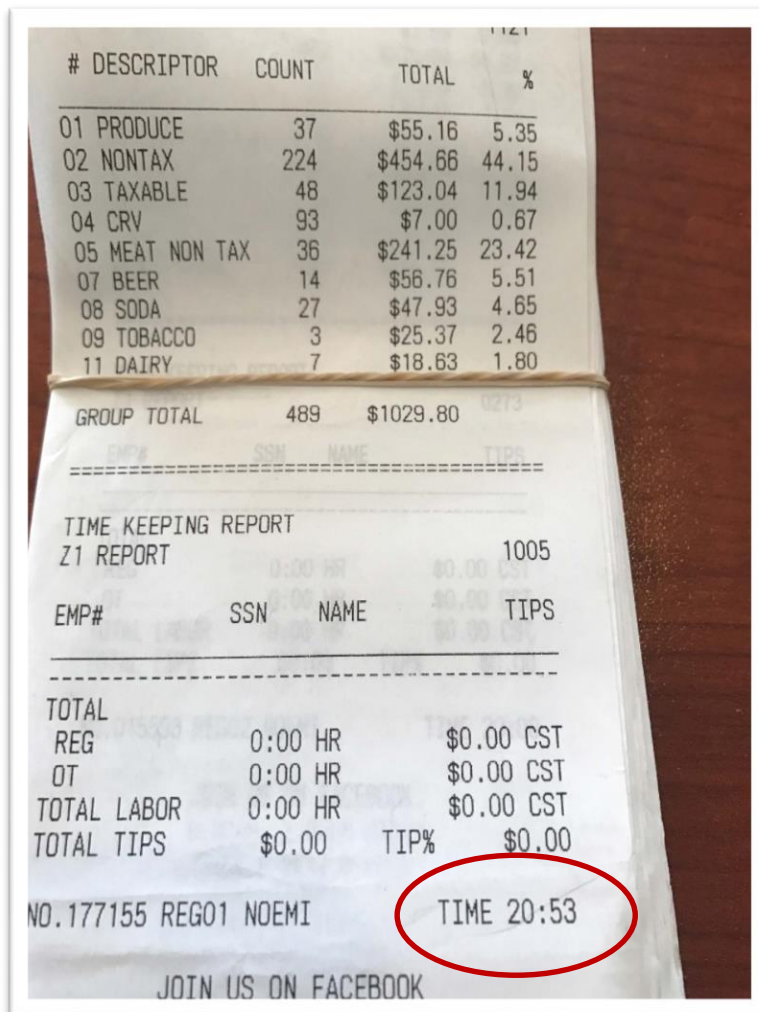 1121
# DESCRIPTOR COUNT TOTAL %
01 PRODUCE 37 $55.16 5.35
02 NONTAX 224 $454.66 44.15
03 TAXABLE 48 $123.04 11.94
04 CRV 93 $7.00 0.67
05 MEAT NON TAX 36 $241.25 23.42
07 BEER 14 $56.76 5.51
08 SODA 27 $47.93 4.65
09 TOBACCO 3 $25.37 2.46
11 DAIRY 7 $18.63 1.80
GROUP TOTAL 489 $1029.80
TIME KEEPING REPORT
Z1 REPORT 1005
EMP# SSN NAME TIPS
TOTAL
REG 0:00 HR $0.00 CST
OT 0:00 HR $0.00 CST
TOTAL LABOR 0:00 HR $0.00 CST
TOTAL TIPS $0.00 TIP% $0.00
NO.177155 REG01 NOEMI TIME 20:53
JOIN US ON FACEBOOK